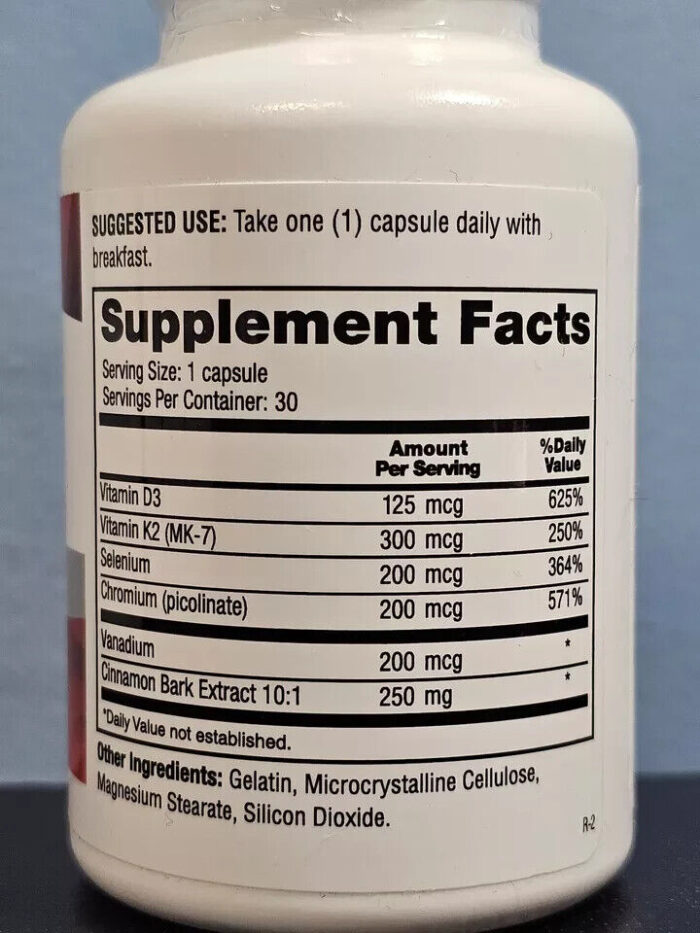 SUGGESTED USE: Take one (1) capsule daily with
breakfast.
Supplement Facts
Serving Size: 1 capsule
Servings Per Container: 30
Amount Per Serving %Daily Value
Vitamin D3 125 mcg 625%
Vitamin K2 (MK-7) 300 mcg 250%
Selenium 200 mcg 364%
Chromium (picolinate) 200 mcg 571%
Vanadium 200 mcg *
Cinnamon Bark Extract 10:1 250 mg *
*Daily Value not established.
Other Ingredients: Gelatin, Microcrystalline Cellulose,
Magnesium Stearate, Silicon Dioxide.
R-2